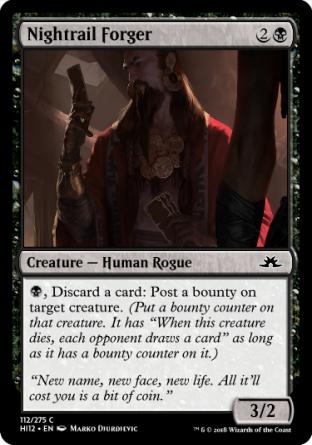 Nightrail Forger 2
Creature — Human Rogue
, Discard a card: Post a bounty on
target creature. (Put a bounty counter on
that creature. It has “When this creature
dies, each opponent draws a card” as long
as it has a bounty counter on it.)
“New name, new face, new life. All it’ll
cost you is a bit of coin.”
3/2
112/275 C
HI12 • EN Marko Djurdjevic
™ & © 2018 Wizards of the Coast